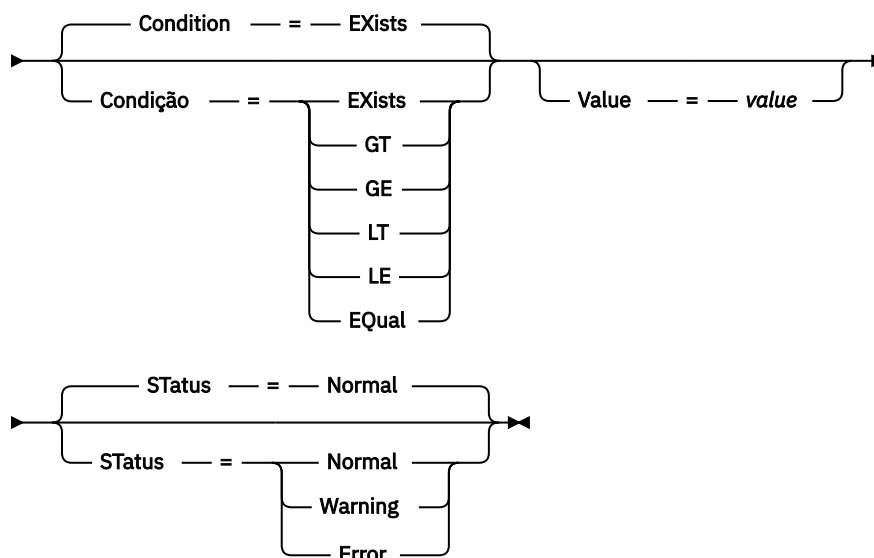 Condition = EXists
Condição = EXists Value = value
GT
GE
LT
LE
EQual
STatus = Normal
STatus = Normal
Warning
Error